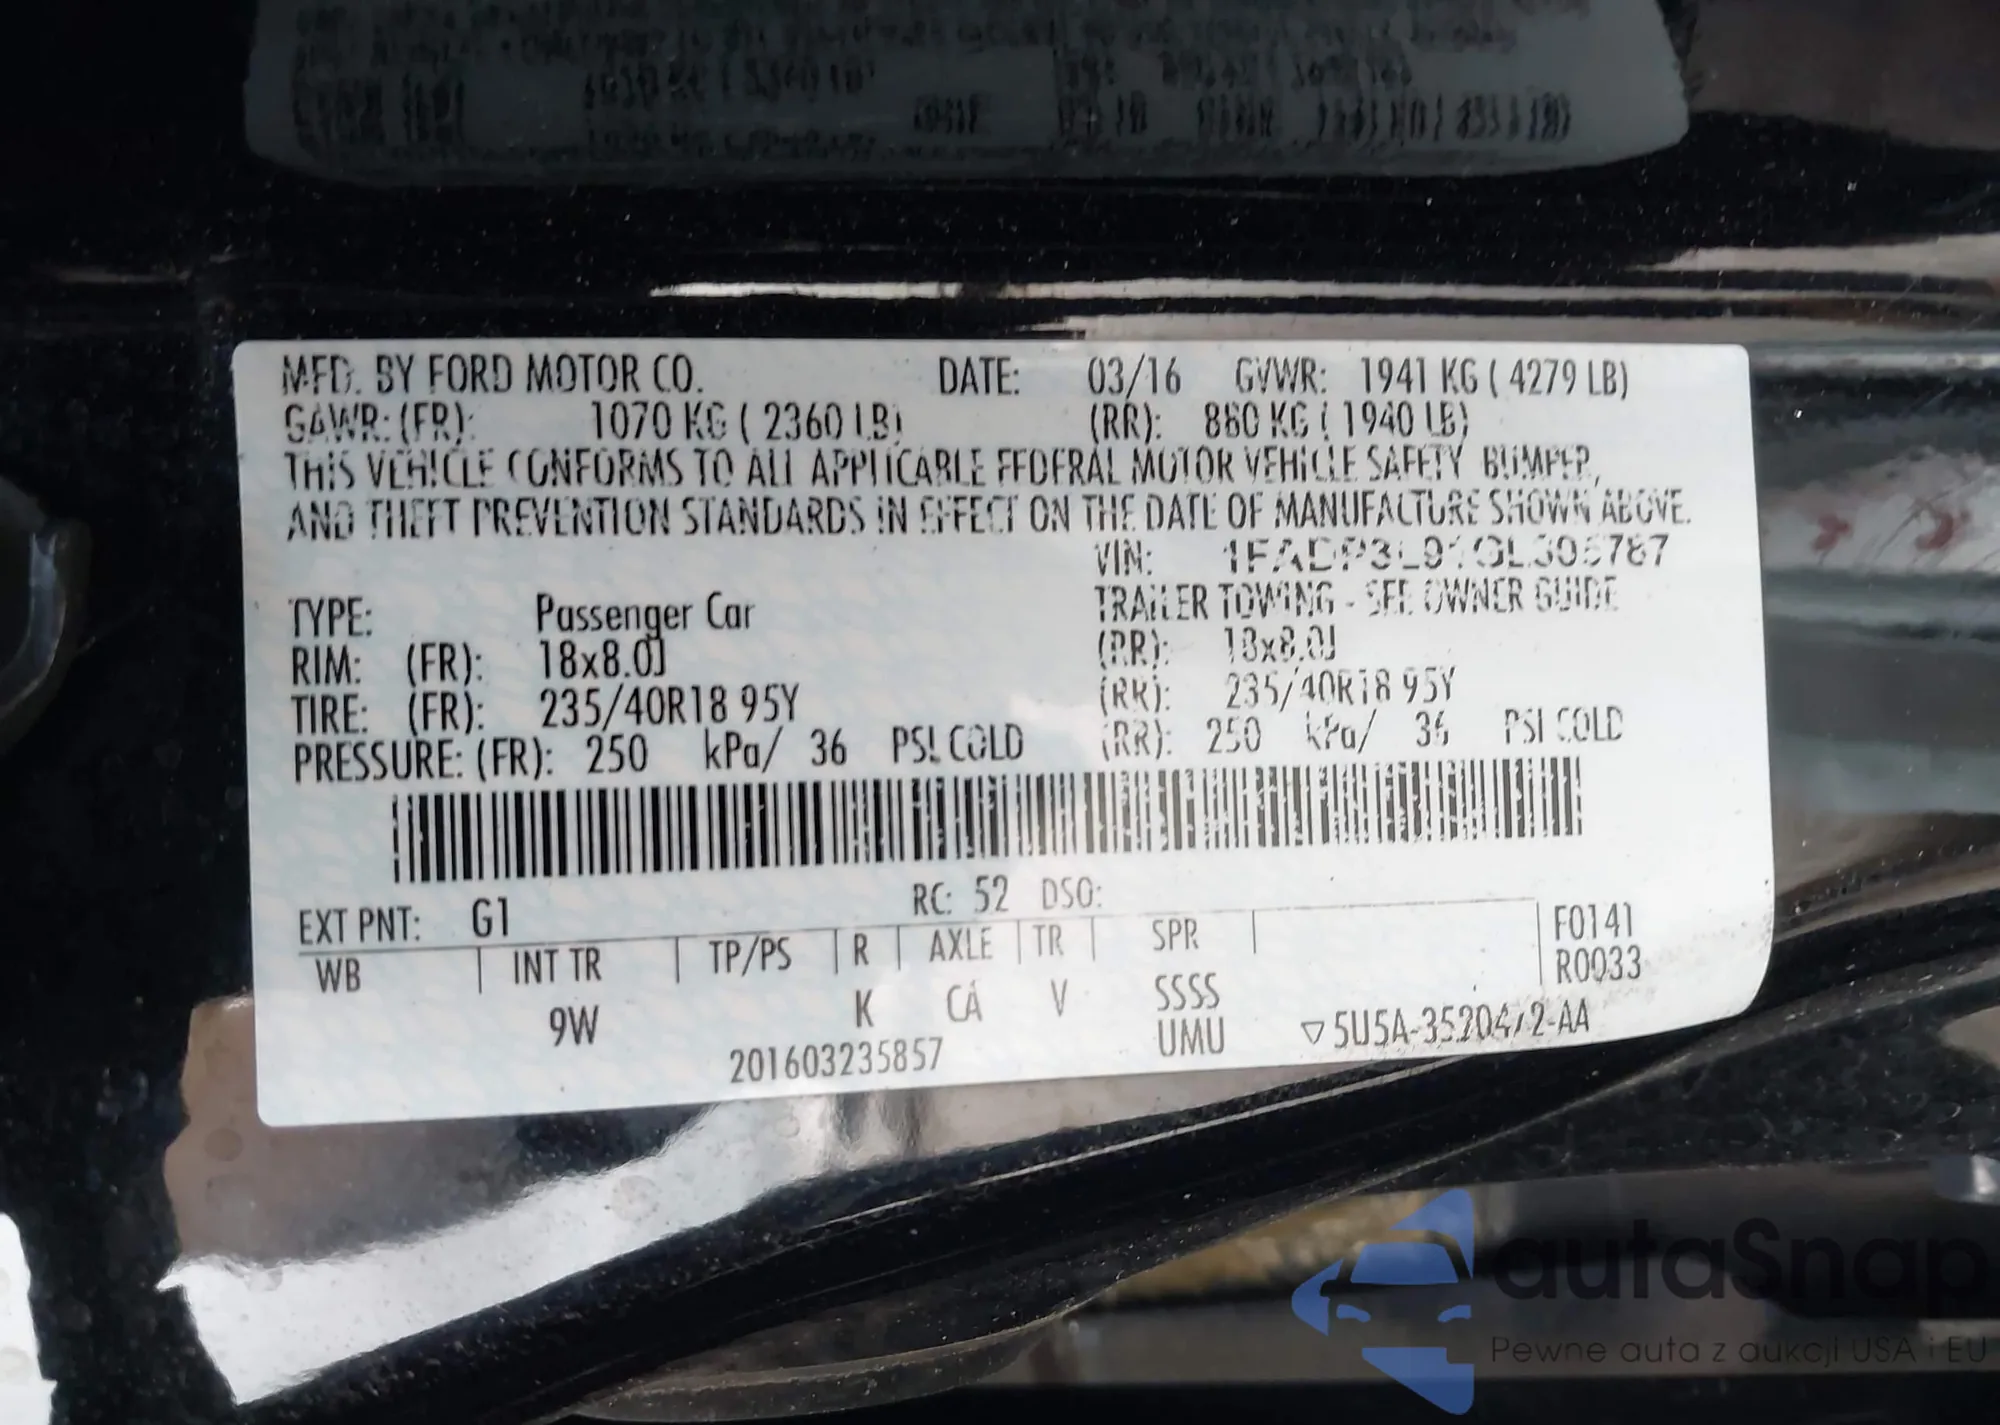 MFD. BY FORD MOTOR CO. DATE: 03/16 GVWR: 1941 KG ( 4279 LB)
GAWR: (FR): 1070 KG ( 2360 LB) (RR): 880 KG ( 1940 LB)
THIS VEHICLE CONFORMS TO ALL APPLICABLE FEDERAL MOTOR VEHICLE SAFETY, BUMPER,
AND THEFT PREVENTION STANDARDS IN EFFECT ON THE DATE OF MANUFACTURE SHOWN ABOVE.
VIN:
TYPE: Passenger Car TRAILER TOWING - SEE OWNER GUIDE
RIM: (FR): 18x8.0J (RR): 18x8.0J
TIRE: (FR): 235/40R18 95Y (RR): 235/40R18 95Y
PRESSURE: (FR): 250 kPa/ 36 PSI COLD (RR): 250 kPa/ 36 PSI COLD
EXT PNT: G1 RC: 52 DSO:
WB | INT TR | TP/PS | R | AXLE | TR | SPR | F0141
9W K CA V SSSS R0033
201603235857 UMU ▽5U5A-3520472-AA
autaSnap
Pewne auta z aukcji USA i EU